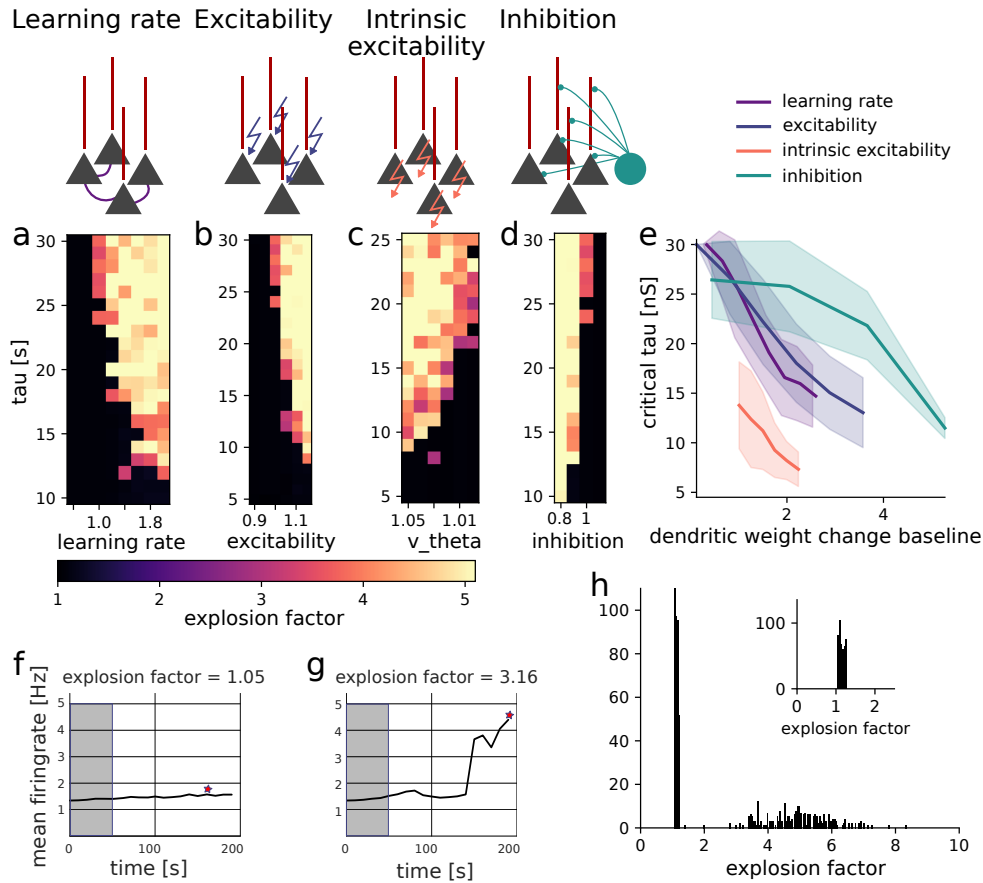 Learning rate
Excitability
Intrinsic
excitability
Inhibition
learning rate
excitability
intrinsic excitability
inhibition
a
30
25
20
15
10
tau [s]
1.0 1.8
learning rate
b
30
25
20
15
10
5
0.9 1.1
excitability
c
25
20
15
10
5
1.05 1.01
v_theta
d
30
25
20
15
10
0.8 1
inhibition
e
30
25
20
15
10
5
critical tau [nS]
2 4
dendritic weight change baseline
1 2 3 4 5
explosion factor
f
explosion factor = 1.05
mean firingrate [Hz]
5
4
3
2
1
0 100 200
time [s]
g
explosion factor = 3.16
5
4
3
2
1
0 100 200
time [s]
h
100
80
60
40
20
0
0 2 4 6 8 10
explosion factor
100
0
0 1 2
explosion factor